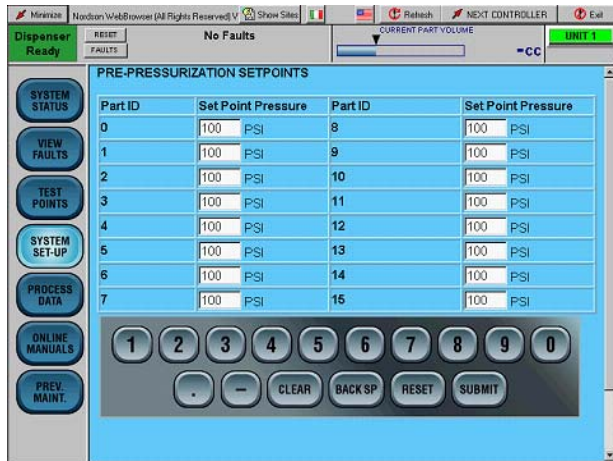 Minimize Nordson WebBrowser (All Rights Reserved) V Show Sites Refresh NEXT CONTROLLER Exit
Dispenser Ready
RESET
FAULTS
No Faults
CURRENT PART VOLUME
-cc
UNIT 1
SYSTEM STATUS
VIEW FAULTS
TEST POINTS
SYSTEM SET-UP
PROCESS DATA
ONLINE MANUALS
PREV. MAINT.
PRE-PRESSURIZATION SETPOINTS
Part ID Set Point Pressure Part ID Set Point Pressure
0 100 PSI 8 100 PSI
1 100 PSI 9 100 PSI
2 100 PSI 10 100 PSI
3 100 PSI 11 100 PSI
4 100 PSI 12 100 PSI
5 100 PSI 13 100 PSI
6 100 PSI 14 100 PSI
7 100 PSI 15 100 PSI
1 2 3 4 5 6 7 8 9 0
. - CLEAR BACK SP RESET SUBMIT